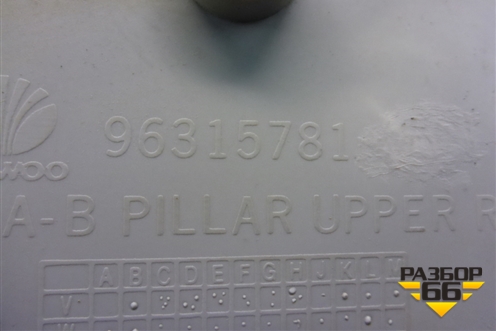 96315781
WOO
A-B PILLAR UPPER R
A B C D E F G H J K L M
V
РАЗБОР
66